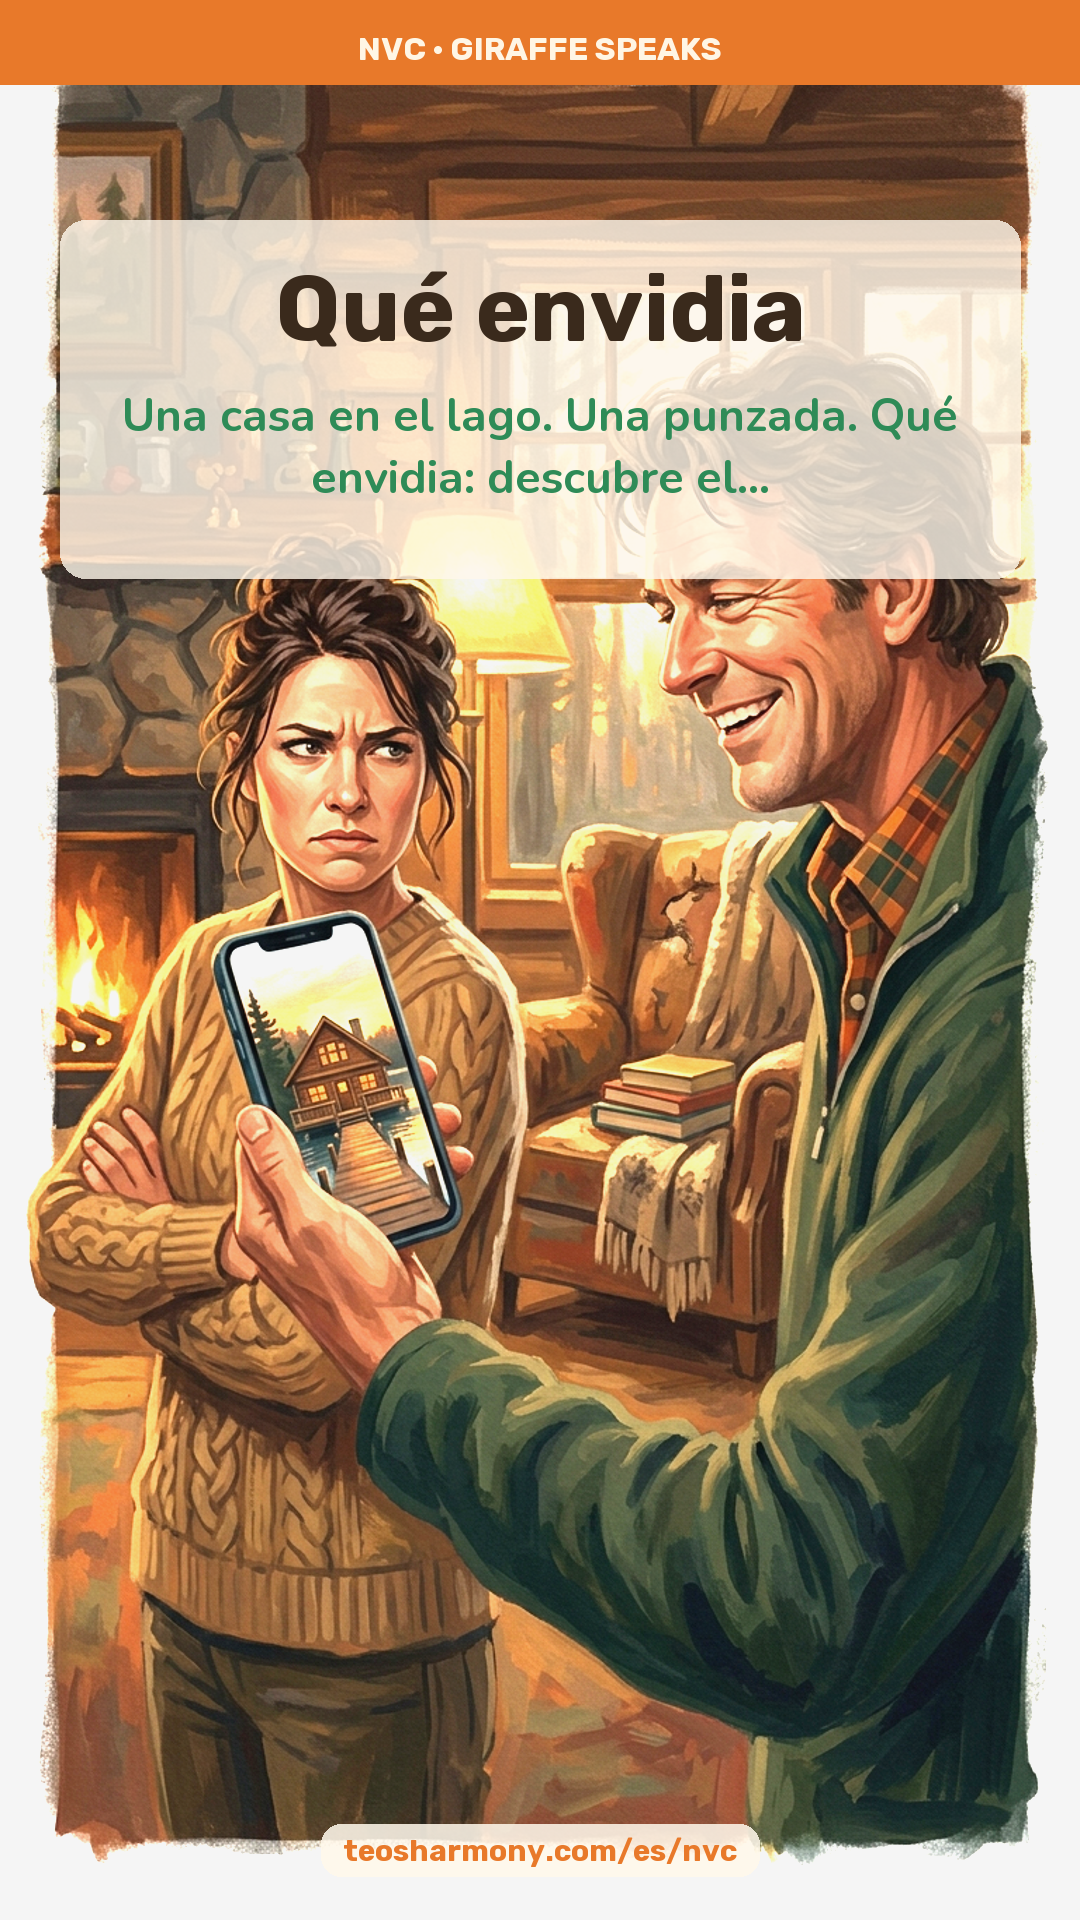 NVC • GIRAFFE SPEAKS
Qué envidia
Una casa en el lago. Una punzada. Qué
envidia: descubre el...
teosharmony.com/es/nvc